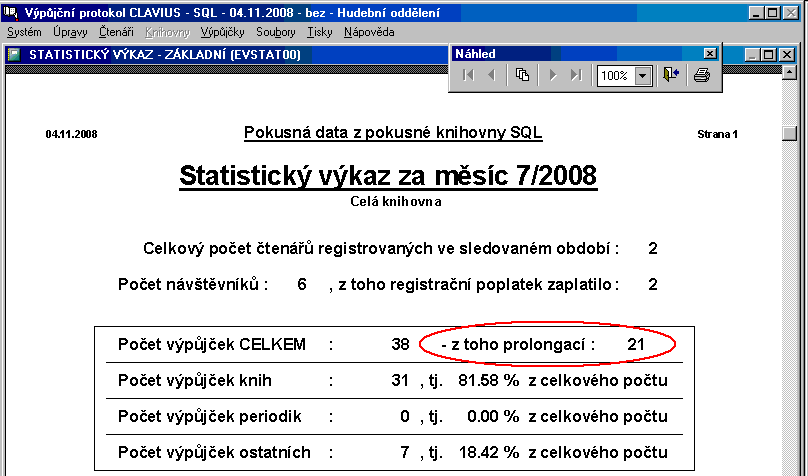 Výpůjční protokol CLAVIUS - SQL - 04.11.2008 - bez - Hudební oddělení
Systém Úpravy Čtenáři Knihovny Výpůjčky Soubory Tisky Nápověda
STATISTICKÝ VÝKAZ - ZÁKLADNÍ (EVSTAT00)
Náhled
100%
04.11.2008 Pokusná data z pokusné knihovny SQL Strana 1
Statistický výkaz za měsíc 7/2008
Celá knihovna
Celkový počet čtenářů registrovaných ve sledovaném období : 2
Počet návštěvníků : 6 , z toho registrační poplatek zaplatilo : 2
Počet výpůjček CELKEM : 38 - z toho prolongací : 21
Počet výpůjček knih : 31 , tj. 81.58 % z celkového počtu
Počet výpůjček periodik : 0 , tj. 0.00 % z celkového počtu
Počet výpůjček ostatních : 7 , tj. 18.42 % z celkového počtu